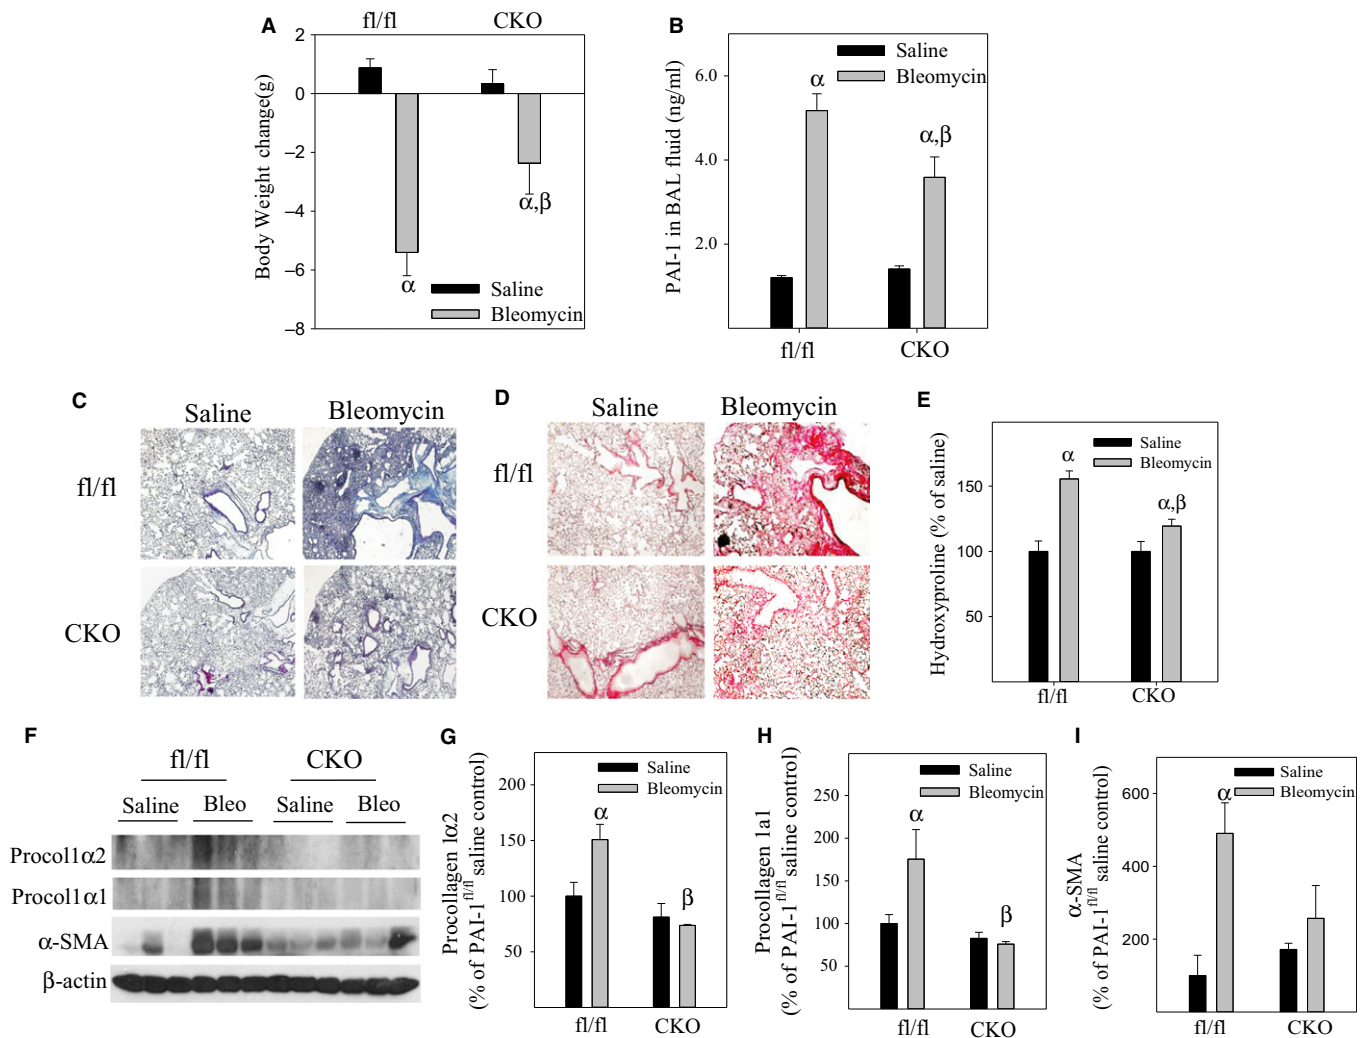 A
fl/fl
CKO
2
0
−2
−4
−6
−8
Body Weight change(g)
α
α,β
Saline
Bleomycin
B
Saline
Bleomycin
6.0
4.0
2.0
PAI-1 in BAL fluid (ng/ml)
α
α,β
fl/fl
CKO
C
Saline
Bleomycin
fl/fl
CKO
D
Saline
Bleomycin
fl/fl
CKO
E
Saline
Bleomycin
150
100
50
Hydroxyproline (% of saline)
α
α,β
fl/fl
CKO
F
fl/fl
CKO
Saline
Bleo
Saline
Bleo
Procol1α2
Procol1α1
α-SMA
β-actin
G
Saline
Bleomycin
200
150
100
50
Procollagen 1α2
(% of PAI-1fl/fl saline control)
α
β
fl/fl
CKO
H
Saline
Bleomycin
250
200
150
100
50
Procollagen 1a1
(% of PAI-1fl/fl saline control)
α
β
fl/fl
CKO
I
Saline
Bleomycin
600
400
200
α-SMA
(% of PAI-1fl/fl saline control)
α
fl/fl
CKO